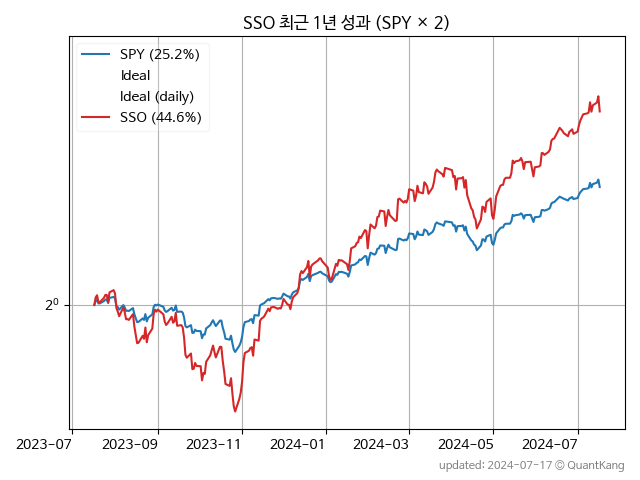 SSO 최근 1년 성과 (SPY × 2)
SPY (25.2%)
Ideal
Ideal (daily)
SSO (44.6%)
2⁰
2023-07 2023-09 2023-11 2024-01 2024-03 2024-05 2024-07
updated: 2024-07-17 © QuantKang